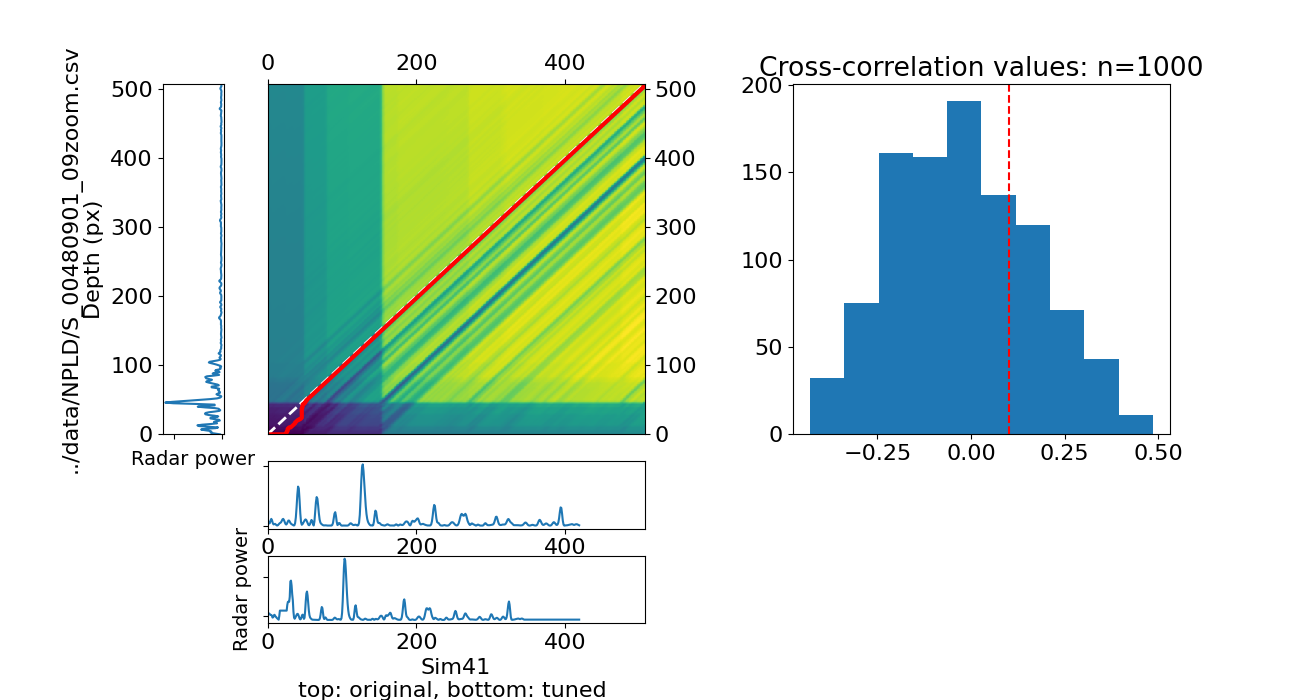 ../data/NPLD/S_00480901_09zoom.csv
Depth (px)
500
400
300
200
100
0
Radar power
0 200 400
500
400
300
200
100
0
0 200 400
Radar power
0 200 400
Sim41
top: original, bottom: tuned
Cross-correlation values: n=1000
200
150
100
50
0
−0.25 0.00 0.25 0.50